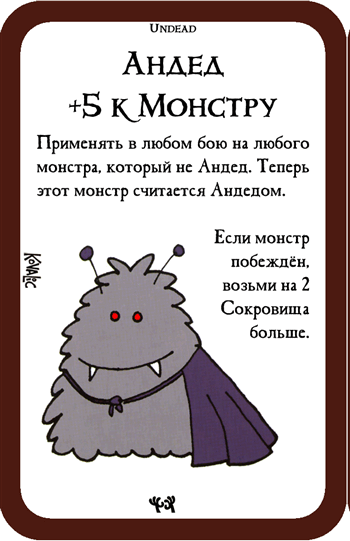 Undead
Андед
+5 к Монстру
Применять в любом бою на любого
монстра, который не Андед. Теперь
этот монстр считается Андедом.
Если монстр
побеждён,
возьми на 2
Сокровища
больше.
Kovalic